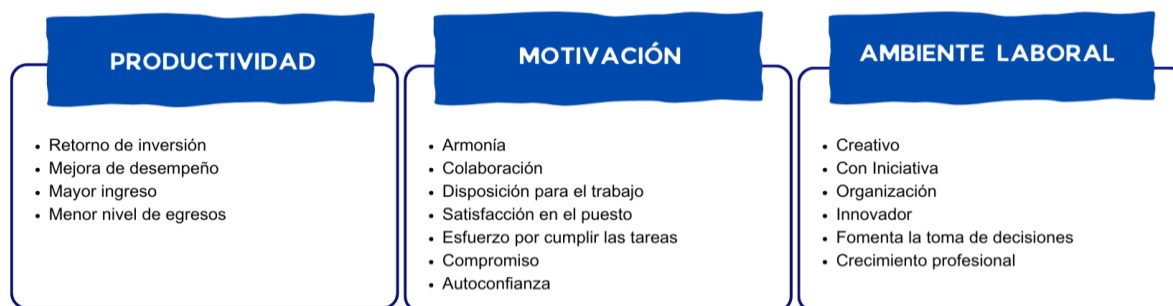 PRODUCTIVIDAD
• Retorno de inversión
• Mejora de desempeño
• Mayor ingreso
• Menor nivel de egresos
MOTIVACIÓN
• Armonía
• Colaboración
• Disposición para el trabajo
• Satisfacción en el puesto
• Esfuerzo por cumplir las tareas
• Compromiso
• Autoconfianza
AMBIENTE LABORAL
• Creativo
• Con Iniciativa
• Organización
• Innovador
• Fomenta la toma de decisiones
• Crecimiento profesional